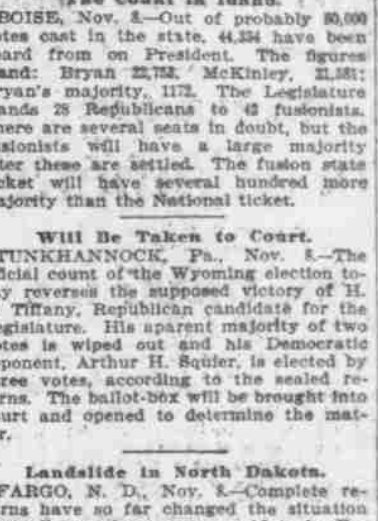 The Count in Idaho.
BOISE, Nov. 8.—Out of probably 60,000
otes cast in the state, 44,334 have been
eard from on President. The figures
and: Bryan 22,753, McKinley, 21,581;
ryan's majority, 1172. The Legislature
ands 28 Republicans to 42 fusionists.
here are several seats in doubt, but the
sionists will have a large majority
ter these are settled. The fusion state
cket will have several hundred more
ajority than the National ticket.
Will Be Taken to Court.
TUNKHANNOCK, Pa., Nov. 8.—The
ficial count of the Wyoming election to-
ay reverses the supposed victory of H.
Tiffany, Republican candidate for the
egislature. His aparent majority of two
otes is wiped out and his Democratic
pponent, Arthur H. Squier, is elected by
ree votes, according to the sealed re-
rns. The ballot-box will be brought into
urt and opened to determine the mat-
r.
Landslide in North Dakota.
FARGO, N. D., Nov. 8.—Complete re-
rns have so far changed the situation